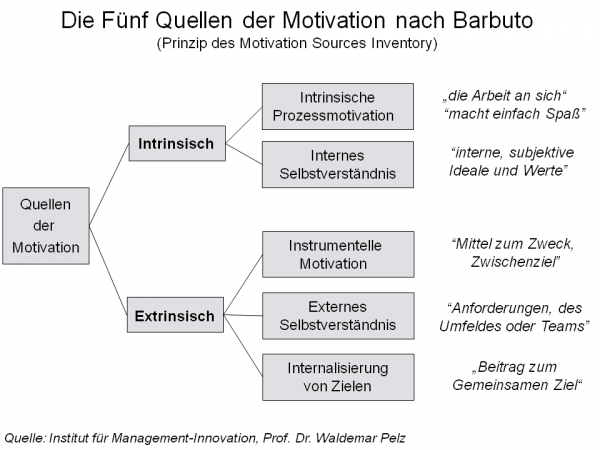 Die Fünf Quellen der Motivation nach Barbuto
(Prinzip des Motivation Sources Inventory)
Quellen
der
Motivation
Intrinsisch
Intrinsische
Prozessmotivation
„die Arbeit an sich“
“macht einfach Spaß”
Internes
Selbstverständnis
“interne, subjektive
Ideale und Werte”
Extrinsisch
Instrumentelle
Motivation
“Mittel zum Zweck,
Zwischenziel”
Externes
Selbstverständnis
“Anforderungen, des
Umfeldes oder Teams”
Internalisierung
von Zielen
„Beitrag zum
Gemeinsamen Ziel“
Quelle: Institut für Management-Innovation, Prof. Dr. Waldemar Pelz